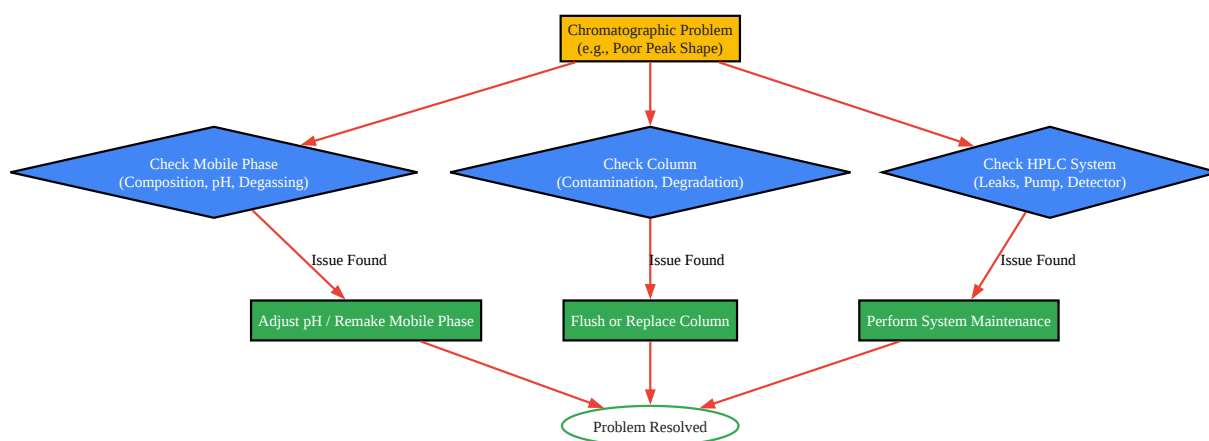 Chromatographic Problem
(e.g., Poor Peak Shape)
Check Mobile Phase
(Composition, pH, Degassing)
Check Column
(Contamination, Degradation)
Check HPLC System
(Leaks, Pump, Detector)
Issue Found
Issue Found
Issue Found
Adjust pH / Remake Mobile Phase
Flush or Replace Column
Perform System Maintenance
Problem Resolved